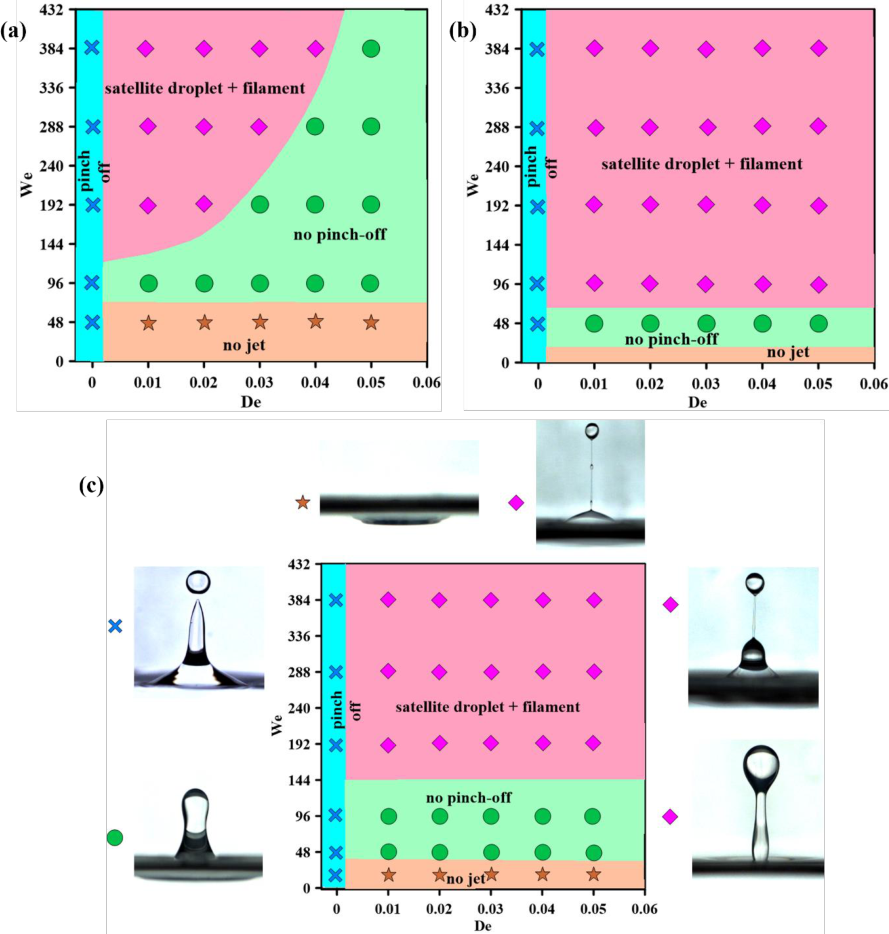 (a)
432
384
336
288
240
192
144
96
48
0
We
satellite droplet + filament
pinch
off
no pinch-off
no jet
0 0.01 0.02 0.03 0.04 0.05 0.06
De
(b)
432
384
336
288
240
192
144
96
48
0
We
pinch
off
satellite droplet + filament
no pinch-off
no jet
0 0.01 0.02 0.03 0.04 0.05 0.06
De
(c)
432
384
336
288
240
192
144
96
48
0
We
pinch
off
satellite droplet + filament
no pinch-off
no jet
0 0.01 0.02 0.03 0.04 0.05 0.06
De